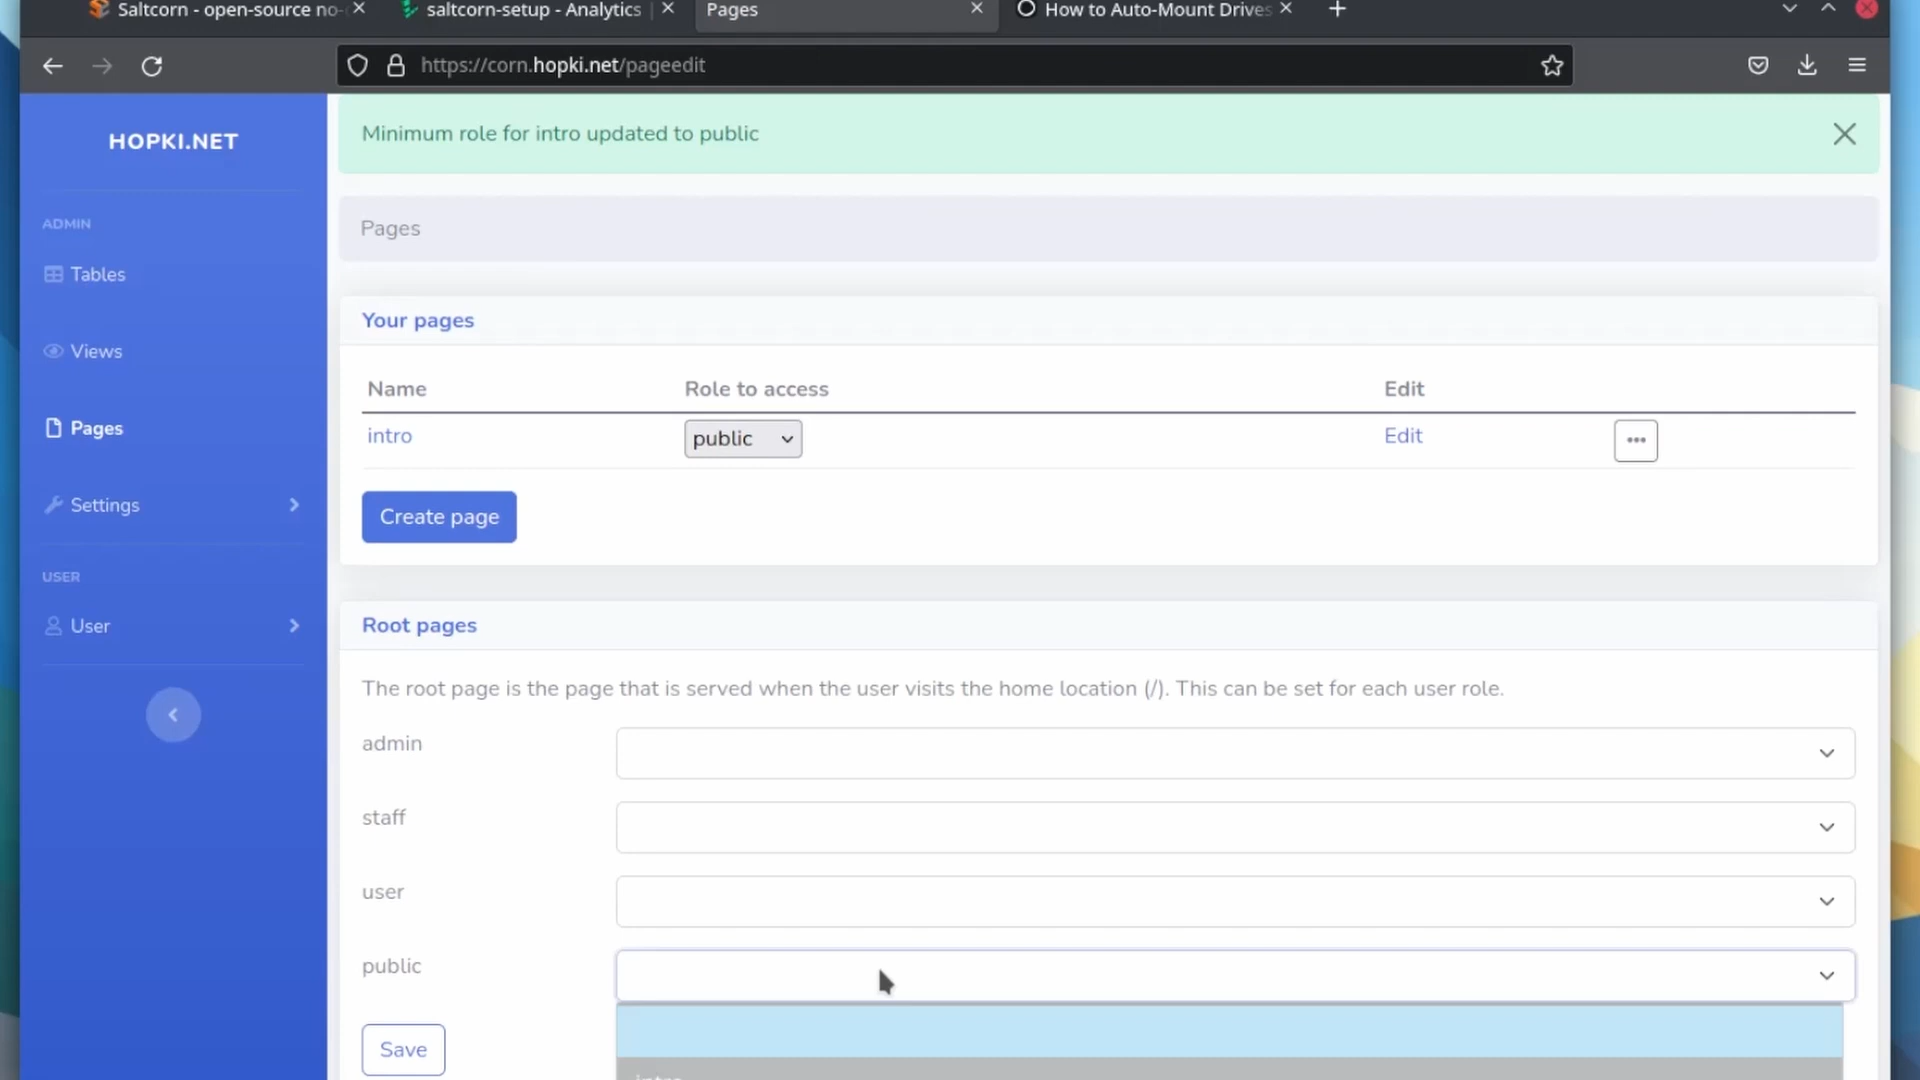 Saltcorn - open-source no-
saltcorn-setup - Analytics |
Pages
How to Auto-Mount Drives
https://corn.hopki.net/pageedit
HOPKI.NET
Minimum role for intro updated to public
ADMIN
Pages
Tables
Your pages
Views
Name Role to access Edit
Pages
intro public Edit
Settings
Create page
USER
User
Root pages
The root page is the page that is served when the user visits the home location (/). This can be set for each user role.
admin
staff
user
public
Save